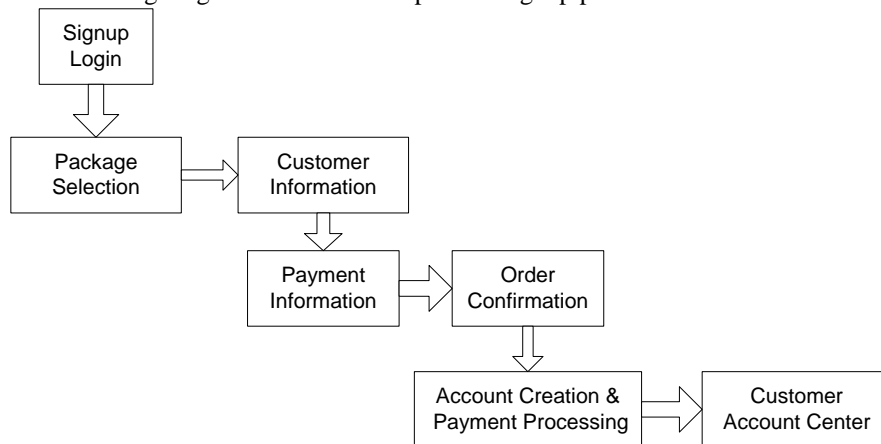 Signup
Login
Package
Selection
Customer
Information
Payment
Information
Order
Confirmation
Account Creation &
Payment Processing
Customer
Account Center